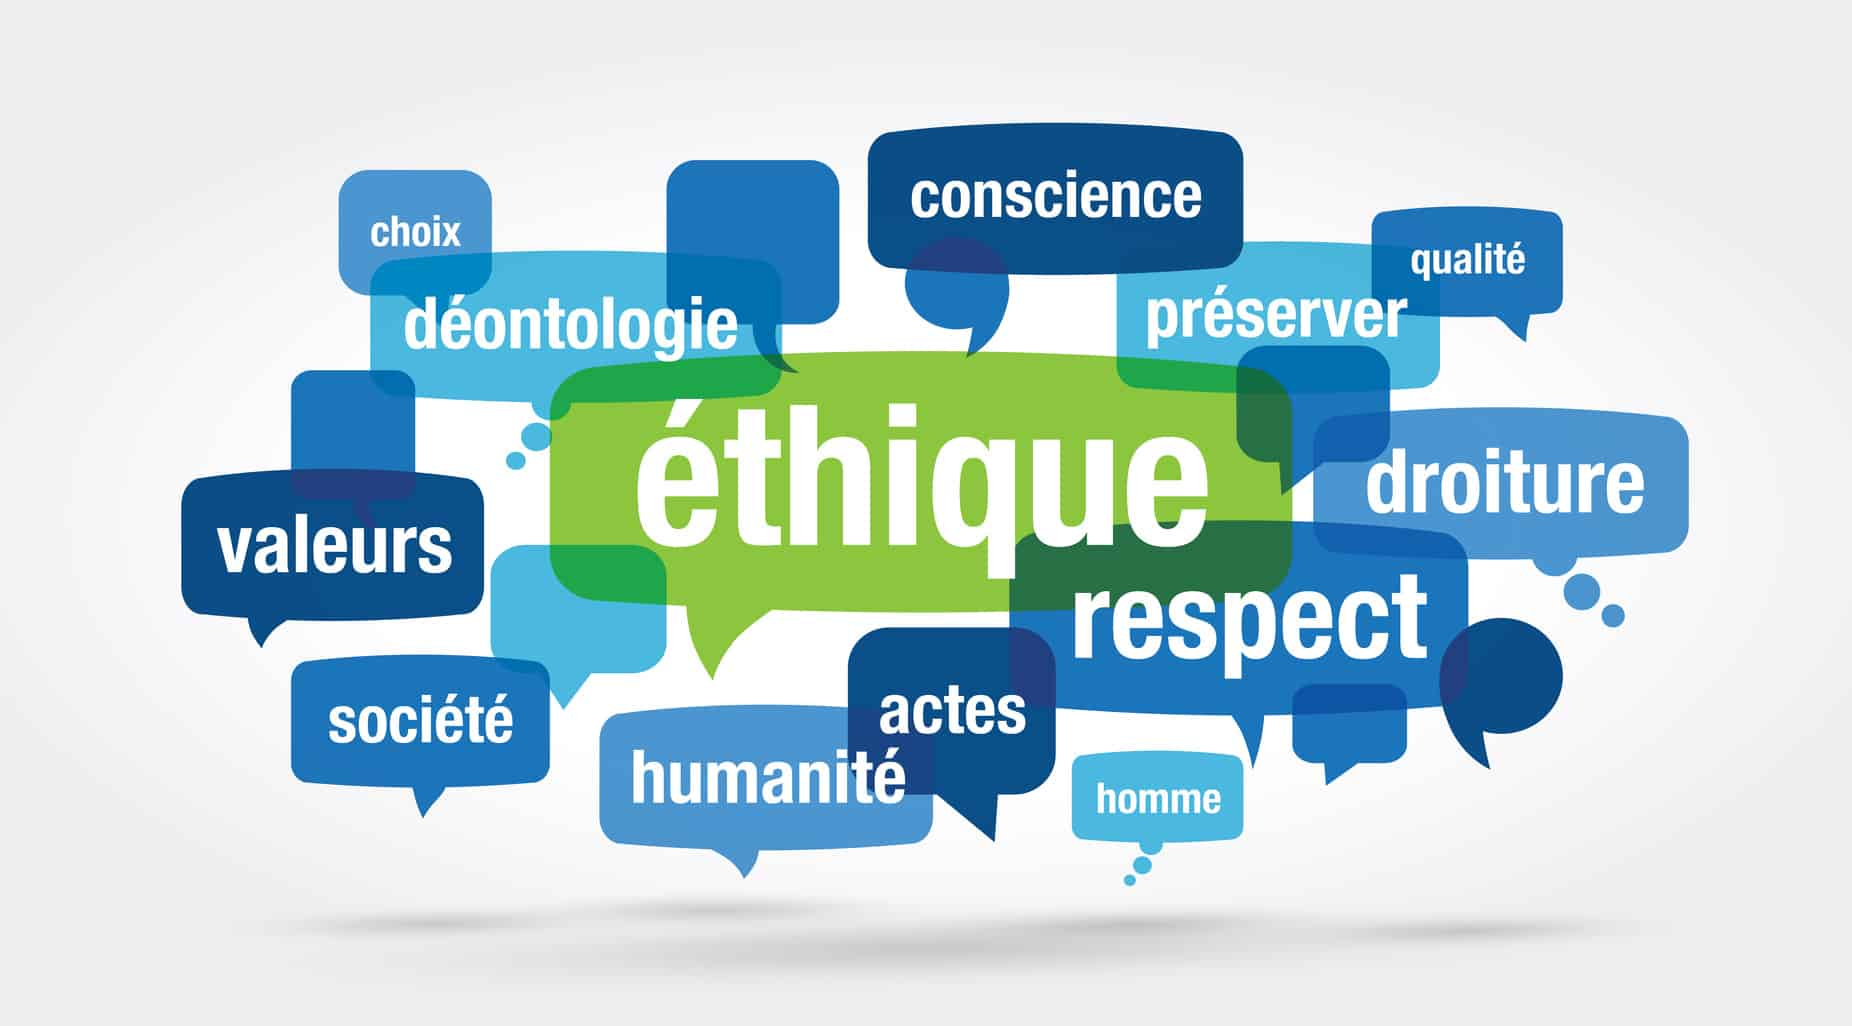 conscience
choix
qualité
déontologie
préserver
éthique
droiture
valeurs
respect
société
actes
humanité
homme